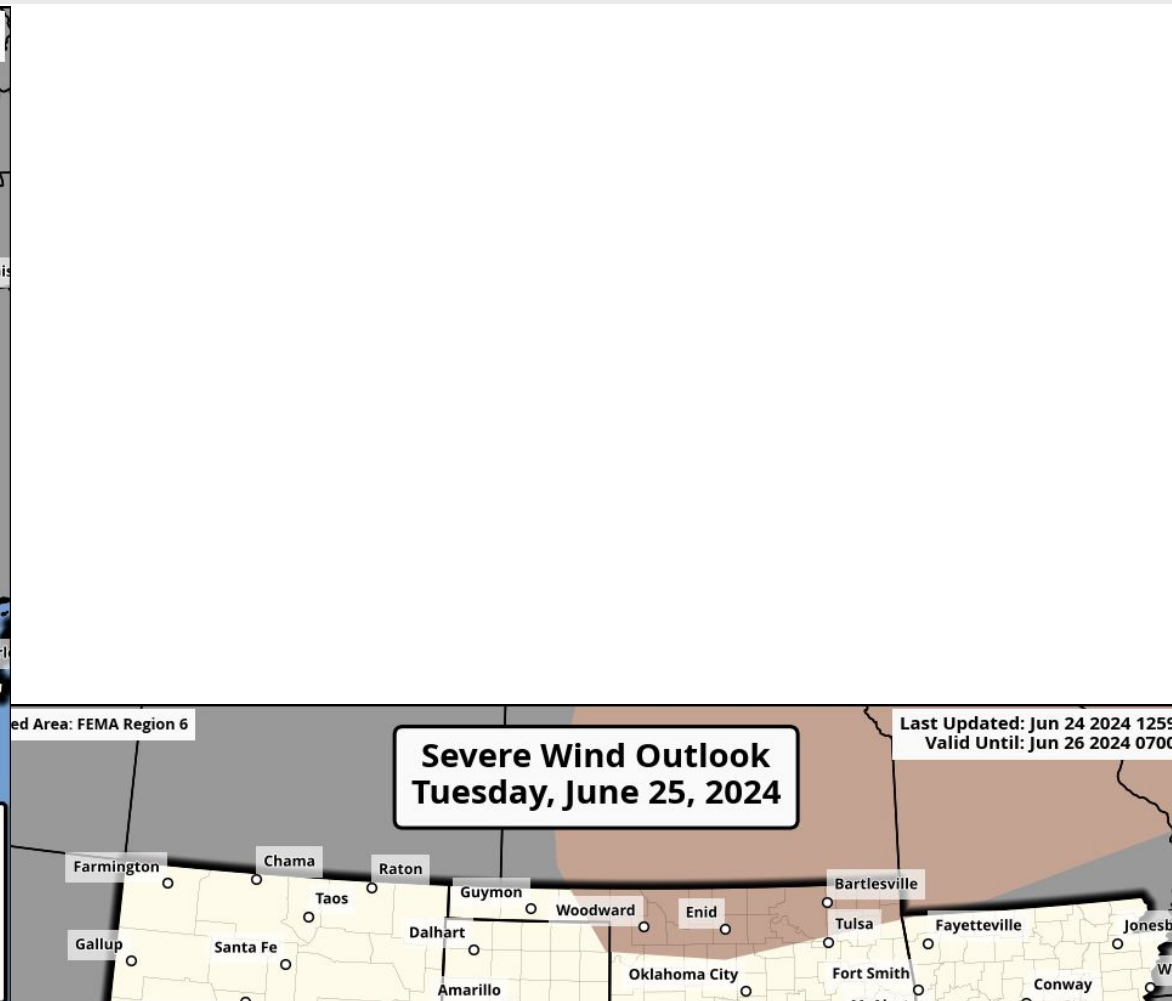 ed Area: FEMA Region 6
Severe Wind Outlook
Tuesday, June 25, 2024
Last Updated: Jun 24 2024 1259
Valid Until: Jun 26 2024 0700
Farmington
Chama
Raton
Taos
Guymon
Bartlesville
Woodward
Enid
Dalhart
Tulsa
Fayetteville
Gallup
Santa Fe
Oklahoma City
Fort Smith
Amarillo
Conway